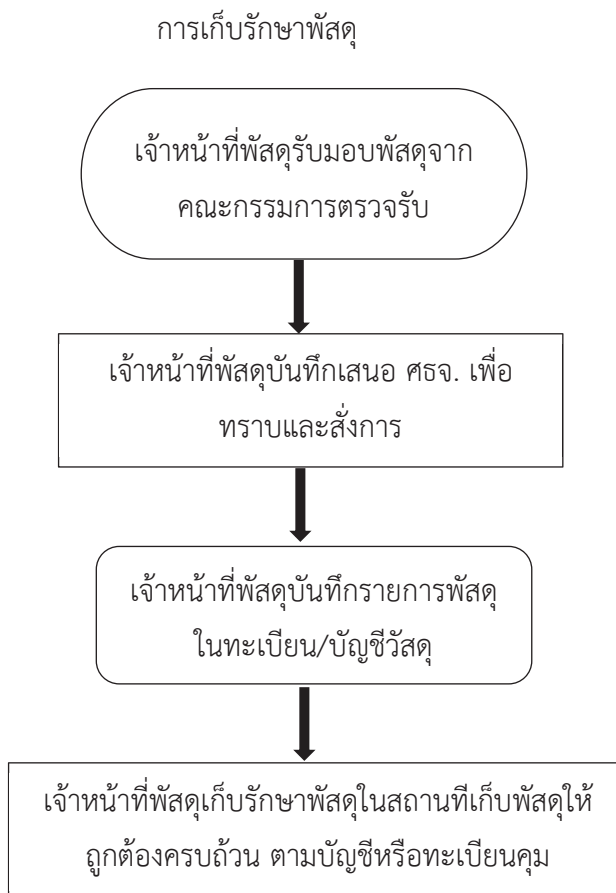 การเก็บรักษาพัสดุ
เจ้าหน้าที่พัสดุรับมอบพัสดุจาก
คณะกรรมการตรวจรับ
เจ้าหน้าที่พัสดุบันทึกเสนอ ศธจ. เพื่อ
ทราบและสั่งการ
เจ้าหน้าที่พัสดุบันทึกรายการพัสดุ
ในทะเบียน/บัญชีวัสดุ
เจ้าหน้าที่พัสดุเก็บรักษาพัสดุในสถานทีเก็บพัสดุให้
ถูกต้องครบถ้วน ตามบัญชีหรือทะเบียนคุม